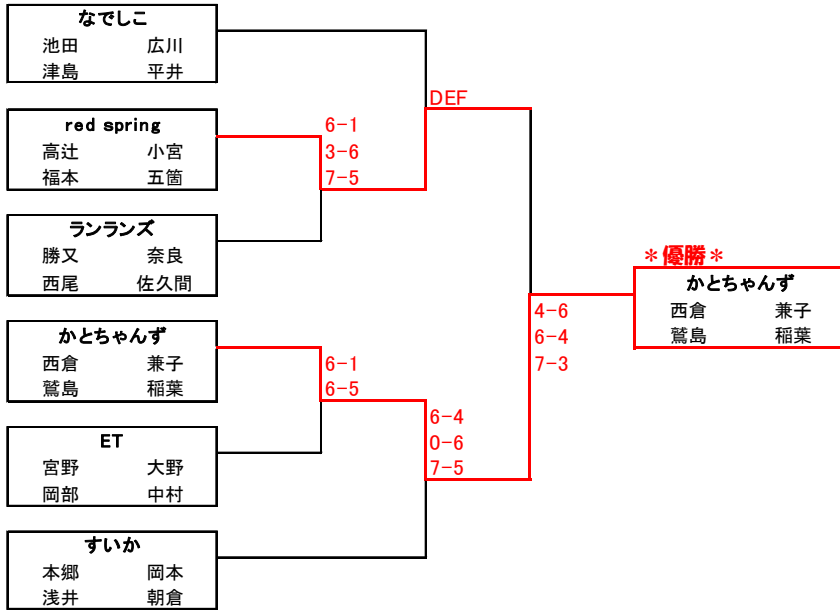 なでしこ
池田 広川
津島 平井
DEF
red spring
高辻 小宮
福本 五箇
6-1
3-6
7-5
ランランズ
勝又 奈良
西尾 佐久間
＊優勝＊
かとちゃんず
西倉 兼子
鷲島 稲葉
4-6
6-4
7-3
かとちゃんず
西倉 兼子
鷲島 稲葉
6-1
6-5
6-4
0-6
7-5
ET
宮野 大野
岡部 中村
すいか
本郷 岡本
浅井 朝倉